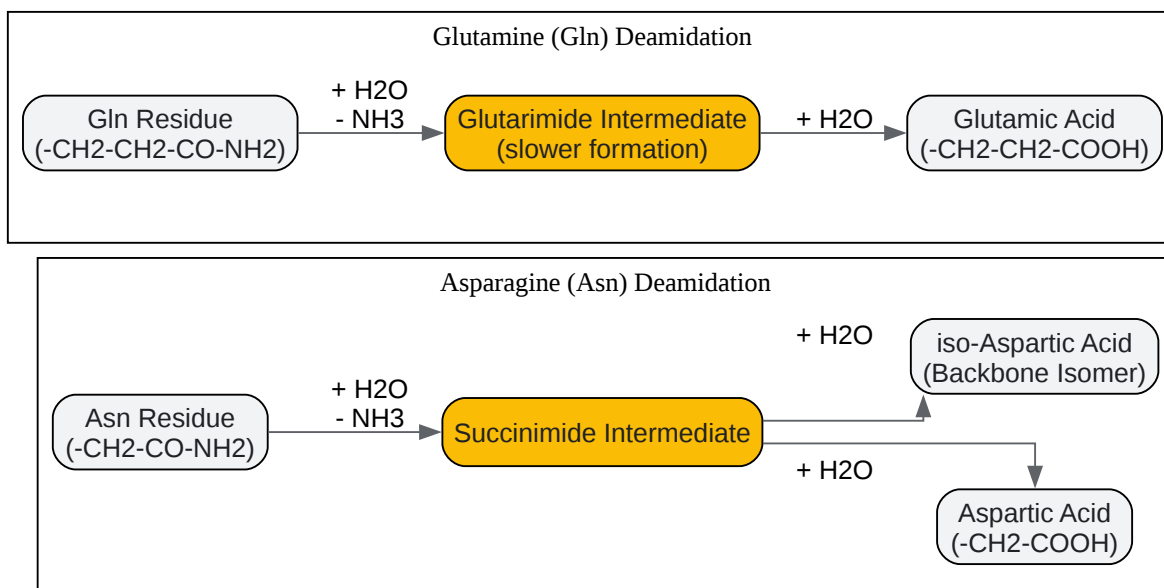 Glutamine (Gln) Deamidation
Gln Residue
(-CH2-CH2-CO-NH2)
+ H2O
- NH3
Glutarimide Intermediate
(slower formation)
+ H2O
Glutamic Acid
(-CH2-CH2-COOH)
Asparagine (Asn) Deamidation
Asn Residue
(-CH2-CO-NH2)
+ H2O
- NH3
Succinimide Intermediate
+ H2O
iso-Aspartic Acid
(Backbone Isomer)
+ H2O
Aspartic Acid
(-CH2-COOH)